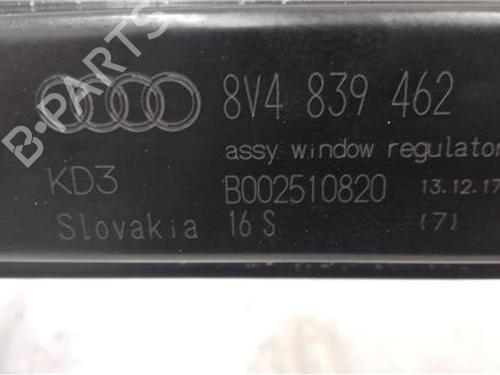 8V4 839 462
assy window regulator
KD3
B002510820 13.12.17
Slovakia 16 S (7)
B-PARTS